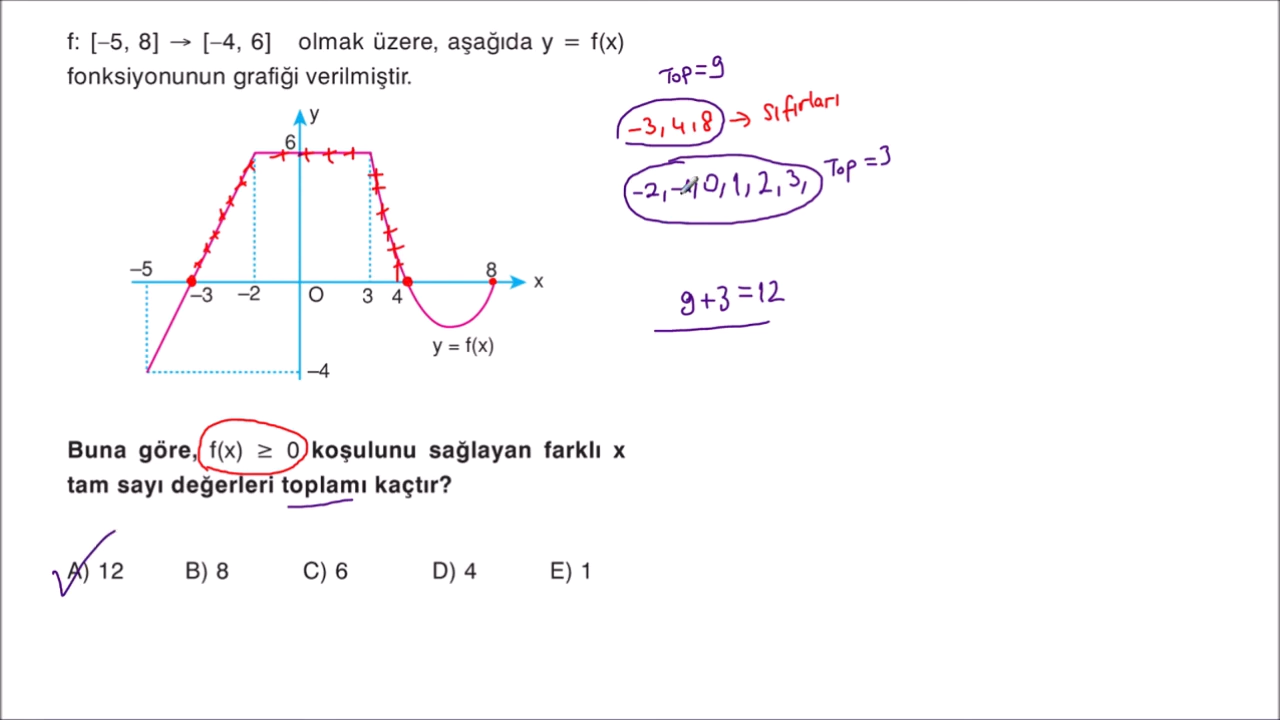 f: [−5, 8] → [−4, 6] olmak üzere, aşağıda y = f(x)
fonksiyonunun grafiği verilmiştir.
Top=9
-3,4,8 → sıfırları
-2,-1,0,1,2,3, Top=3
9+3=12
y
6
−5
−3
−2
O
3
4
8
x
y = f(x)
−4
Buna göre, f(x) ≥ 0 koşulunu sağlayan farklı x
tam sayı değerleri toplamı kaçtır?
A) 12 B) 8 C) 6 D) 4 E) 1